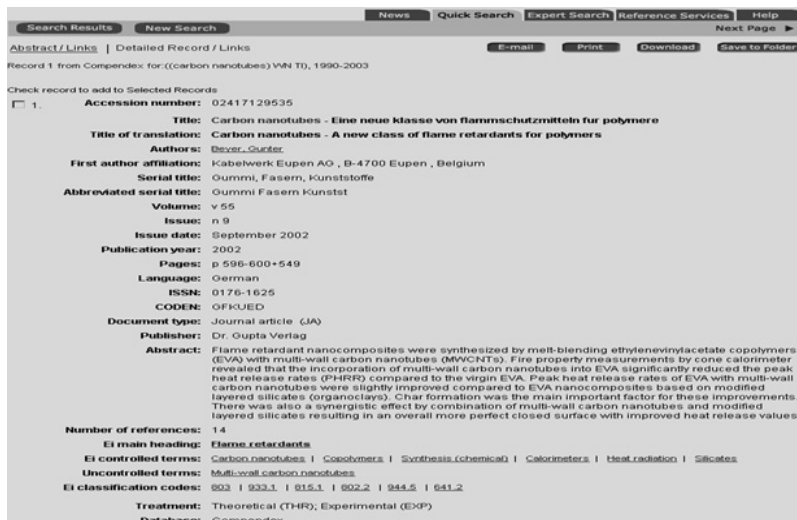 News Quick Search Expert Search Reference Services Help
Search Results New Search Next Page
Abstract / Links | Detailed Record / Links E-mail Print Download Save to Folder
Record 1 from Compendex for:((carbon nanotubes) WN TI), 1990-2003
Check record to add to Selected Records
1. Accession number: 02417129535
Title: Carbon nanotubes - Eine neue klasse von flammschutzmitteln fur polymere
Title of translation: Carbon nanotubes - A new class of flame retardants for polymers
Authors: Beyer, Gunter
First author affiliation: Kabelwerk Eupen AG , B-4700 Eupen , Belgium
Serial title: Gummi, Fasern, Kunststoffe
Abbreviated serial title: Gummi Fasern Kunstst
Volume: v 55
Issue: n 9
Issue date: September 2002
Publication year: 2002
Pages: p 596-600+549
Language: German
ISSN: 0176-1625
CODEN: GFKUED
Document type: Journal article (JA)
Publisher: Dr. Gupta Verlag
Abstract: Flame retardant nanocomposites were synthesized by melt-blending ethylenevinylacetate copolymers
(EVA) with multi-wall carbon nanotubes (MWCNTs). Fire property measurements by cone calorimeter
revealed that the incorporation of multi-wall carbon nanotubes into EVA significantly reduced the peak
heat release rates (PHRR) compared to the virgin EVA. Peak heat release rates of EVA with multi-wall
carbon nanotubes were slightly improved compared to EVA nanocomposites based on modified
layered silicates (organoclays). Char formation was the main important factor for these improvements.
There was also a synergistic effect by combination of multi-wall carbon nanotubes and modified
layered silicates resulting in an overall more perfect closed surface with improved heat release values
Number of references: 14
Ei main heading: Flame retardants
Ei controlled terms: Carbon nanotubes | Copolymers | Synthesis (chemical) | Calorimeters | Heat radiation | Silicates
Uncontrolled terms: Multi-wall carbon nanotubes
Ei classification codes: 803 | 933.1 | 815.1 | 802.2 | 944.5 | 641.2
Treatment: Theoretical (THR); Experimental (EXP)
Database: Compendex